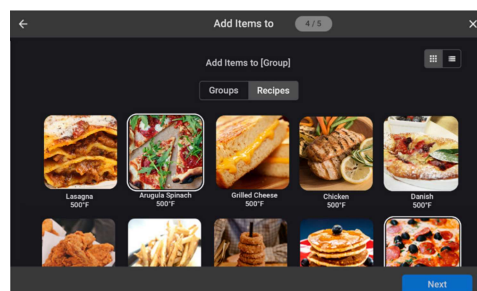 Add Items to 4 / 5
Add Items to [Group]
Groups Recipes
Lasagna
500°F
Arugula Spinach
500°F
Grilled Cheese
500°F
Chicken
500°F
Danish
500°F
Next